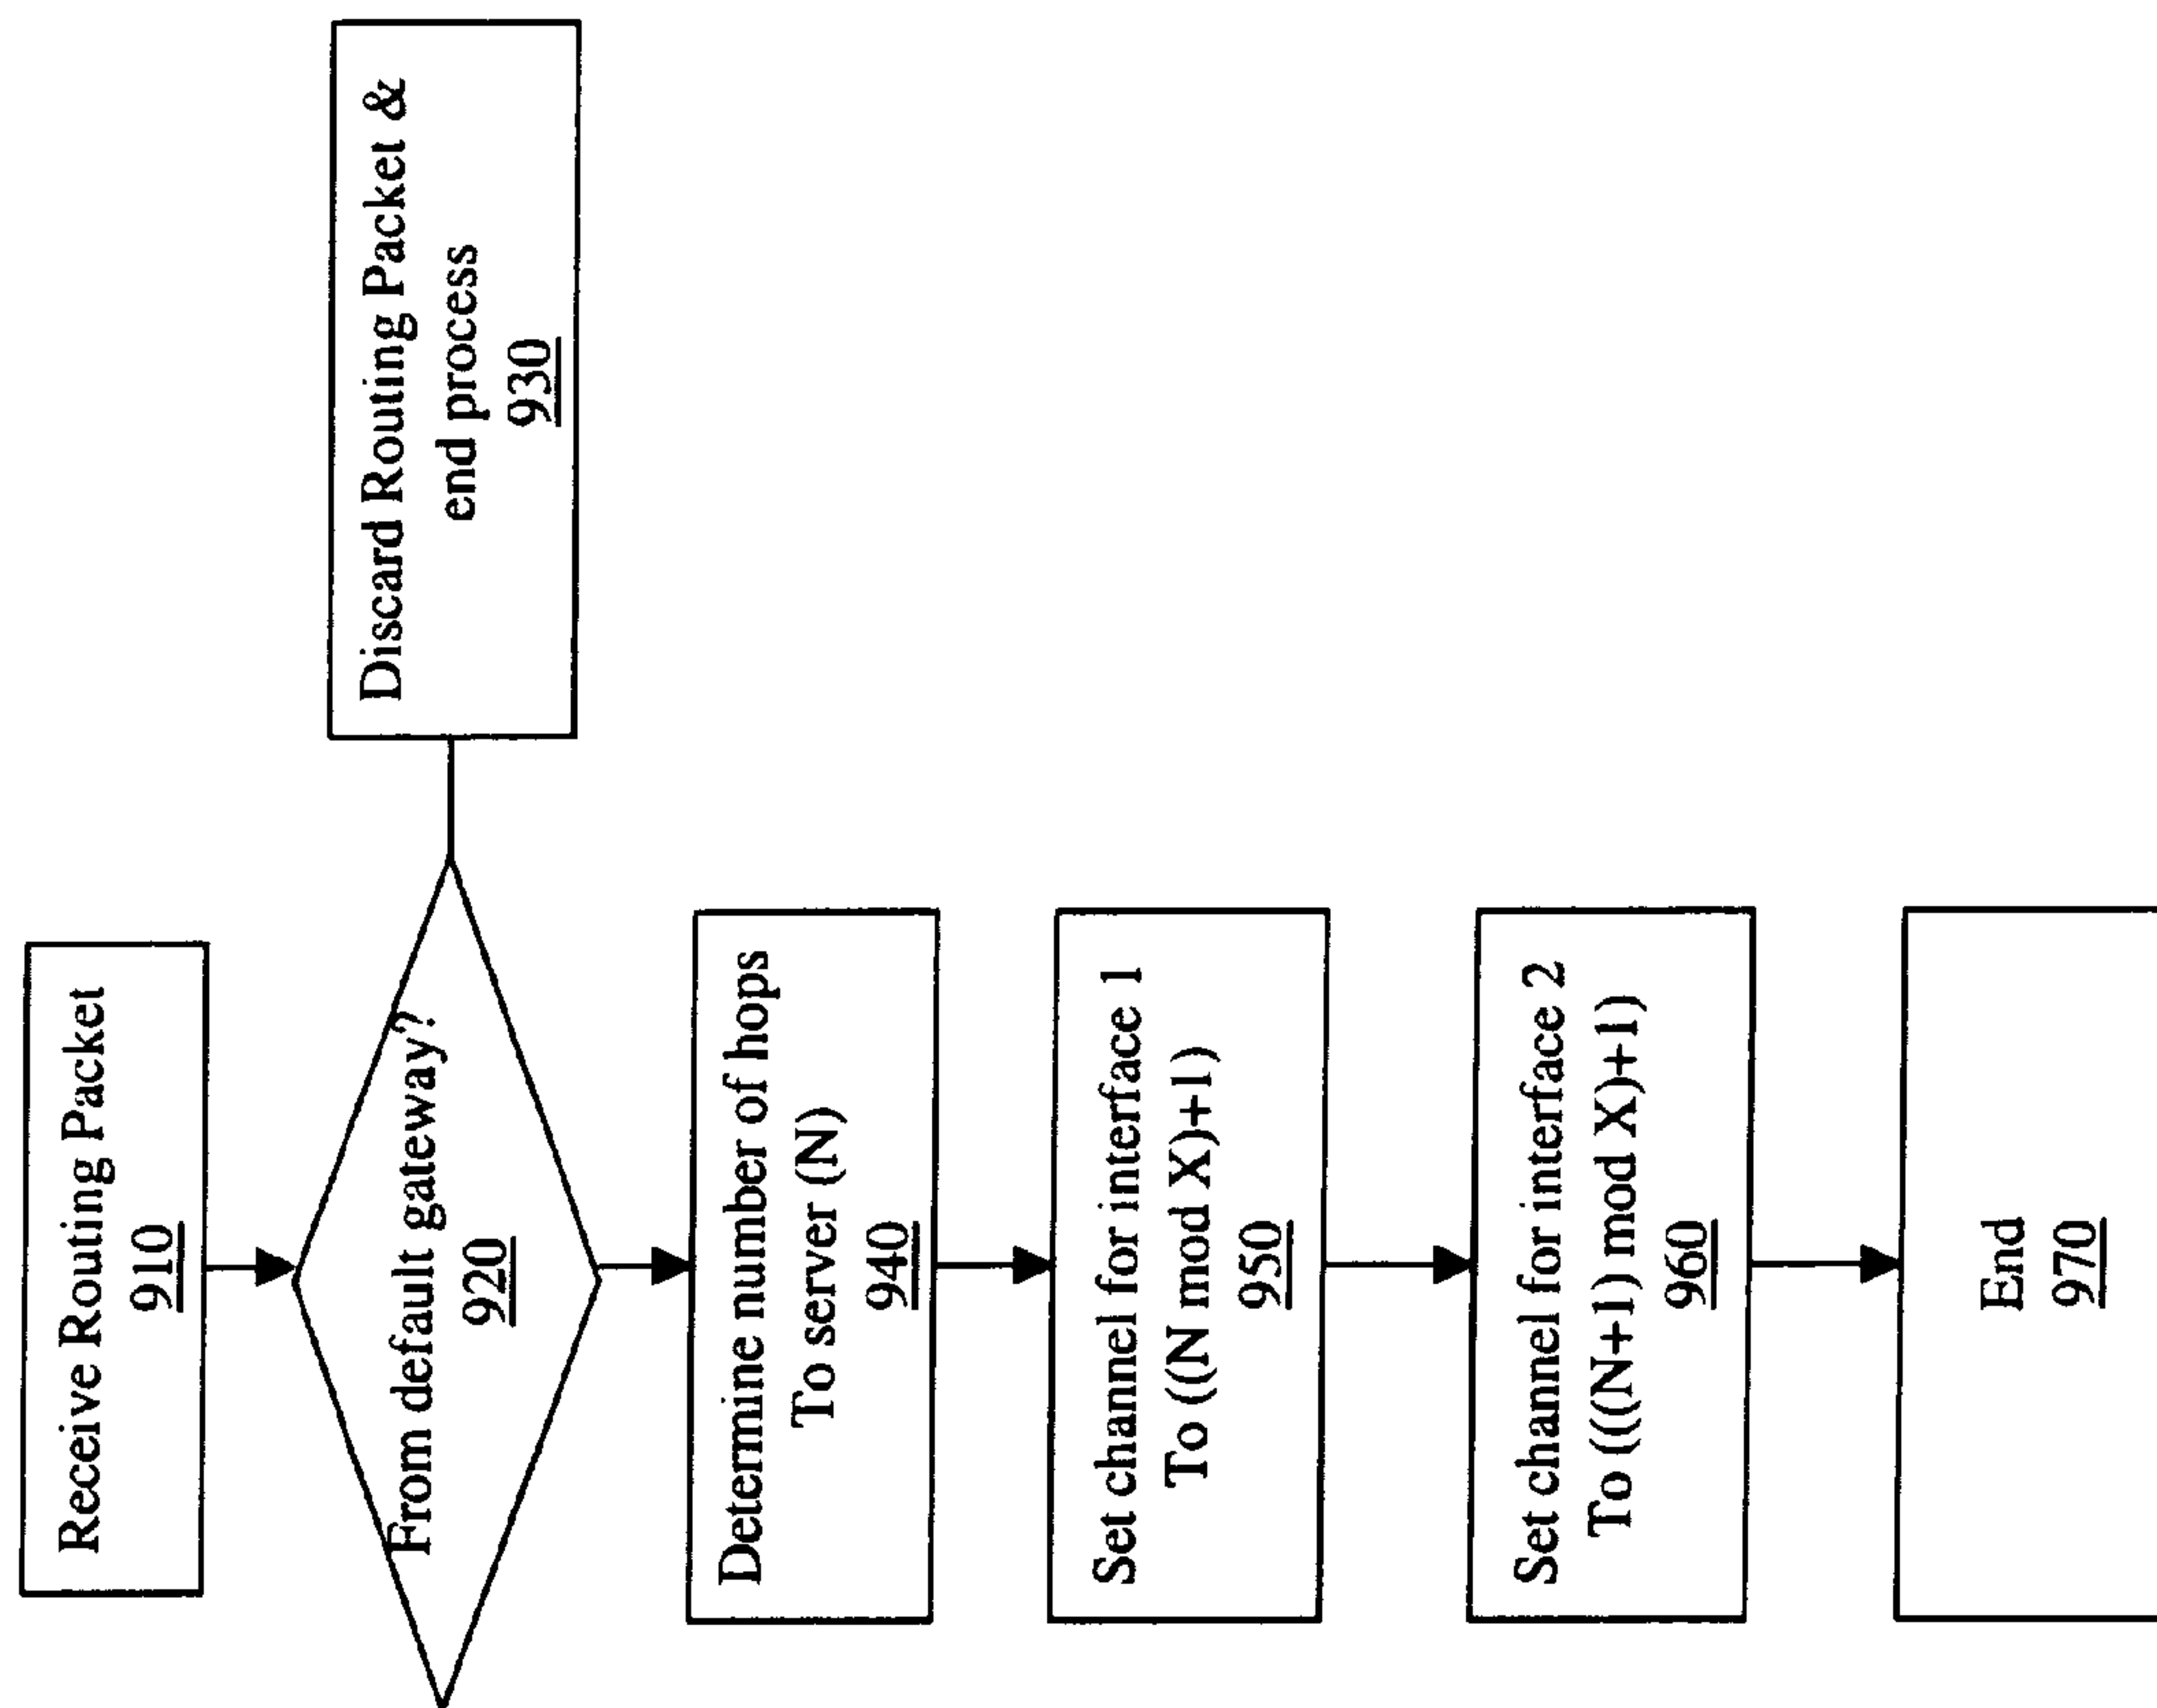 Receive Routing Packet
910
From default gateway?
920
Discard Routing Packet &
end process
930
Determine number of hops
To server (N)
940
Set channel for interface 1
To ((N mod X)+1)
950
Set channel for interface 2
To (((N+1) mod X)+1)
960
End
970